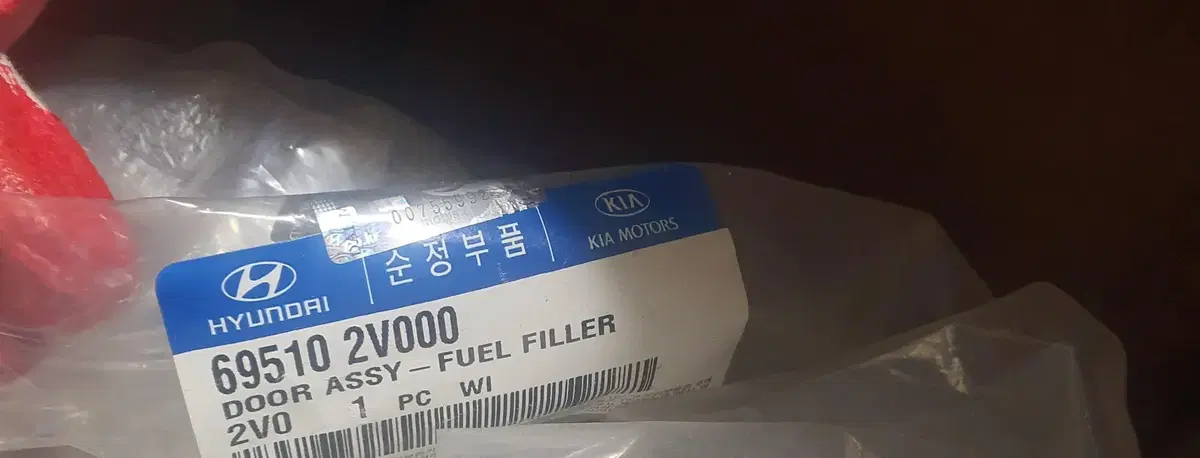 HYUNDAI
순정부품
KIA
KIA MOTORS
69510 2V000
DOOR ASSY-FUEL FILLER
2V0 1 PC WI